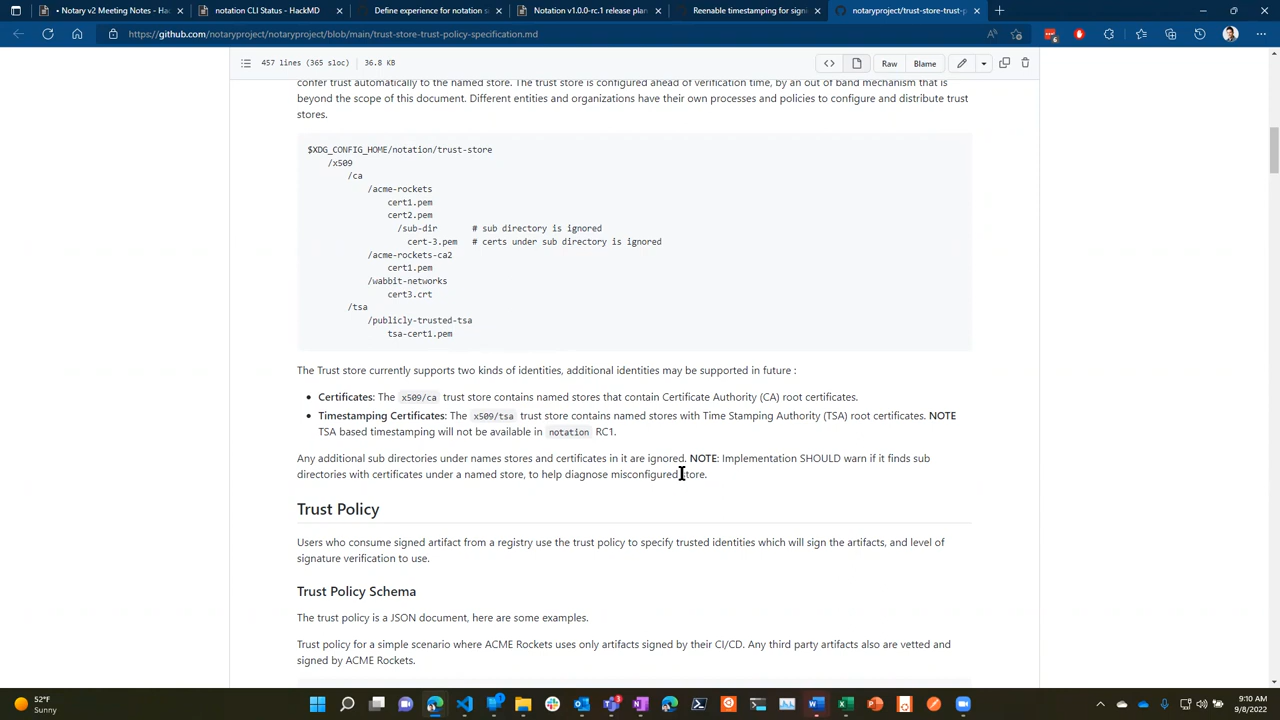 • Notary v2 Meeting Notes - Hac
notation CLI Status - HackMD
Define experience for notation s
Notation v1.0.0-rc.1 release plan
Reenable timestamping for signi
notaryproject/trust-store-trust-p
https://github.com/notaryproject/notaryproject/blob/main/trust-store-trust-policy-specification.md
6
457 lines (365 sloc) 36.8 KB
Raw Blame
confer trust automatically to the named store. The trust store is configured ahead of verification time, by an out of band mechanism that is
beyond the scope of this document. Different entities and organizations have their own processes and policies to configure and distribute trust
stores.
$XDG_CONFIG_HOME/notation/trust-store
/x509
/ca
/acme-rockets
cert1.pem
cert2.pem
/sub-dir # sub directory is ignored
cert-3.pem # certs under sub directory is ignored
/acme-rockets-ca2
cert1.pem
/wabbit-networks
cert3.crt
/tsa
/publicly-trusted-tsa
tsa-cert1.pem
The Trust store currently supports two kinds of identities, additional identities may be supported in future :
• Certificates: The x509/ca trust store contains named stores that contain Certificate Authority (CA) root certificates.
• Timestamping Certificates: The x509/tsa trust store contains named stores with Time Stamping Authority (TSA) root certificates. NOTE
TSA based timestamping will not be available in notation RC1.
Any additional sub directories under names stores and certificates in it are ignored. NOTE: Implementation SHOULD warn if it finds sub
directories with certificates under a named store, to help diagnose misconfigured store.
Trust Policy
Users who consume signed artifact from a registry use the trust policy to specify trusted identities which will sign the artifacts, and level of
signature verification to use.
Trust Policy Schema
The trust policy is a JSON document, here are some examples.
Trust policy for a simple scenario where ACME Rockets uses only artifacts signed by their CI/CD. Any third party artifacts also are vetted and
signed by ACME Rockets.
52°F
Sunny
9:10 AM
9/8/2022